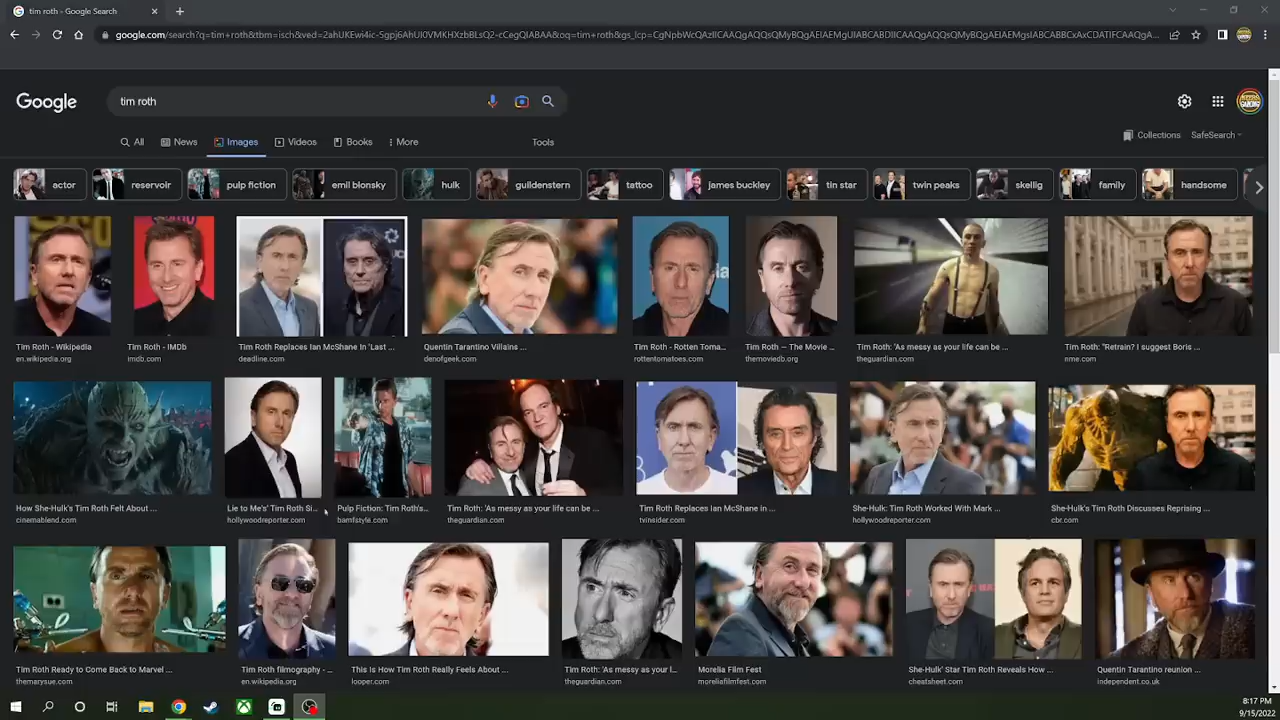 tim roth - Google Search
google.com/search?q=tim+roth&tbm=isch&ved=2ahUKEwi4ic-
Google
tim roth
All
News
Images
Videos
Books
More
Tools
Collections
SafeSearch
actor
reservoir
pulp fiction
emil blonsky
hulk
guildenstern
tattoo
james buckley
tin star
twin peaks
skellig
family
handsome
Tim Roth - Wikipedia
en.wikipedia.org
Tim Roth - IMDb
imdb.com
Tim Roth Replaces Ian McShane In 'Last ...
deadline.com
Quentin Tarantino Villains ...
denofgeek.com
Tim Roth - Rotten Toma...
rottentomatoes.com
Tim Roth — The Movie ...
themoviedb.org
Tim Roth: 'As messy as your life can be ...
theguardian.com
Tim Roth: "Retrain? I suggest Boris ...
nme.com
How She-Hulk's Tim Roth Felt About ...
cinemablend.com
Lie to Me's' Tim Roth Si...
hollywoodreporter.com
Pulp Fiction: Tim Roth's...
bamfstyle.com
Tim Roth: 'As messy as your life can be ...
theguardian.com
Tim Roth Replaces Ian McShane in ...
tvinsider.com
She-Hulk: Tim Roth Worked With Mark ...
hollywoodreporter.com
She-Hulk's Tim Roth Discusses Reprising ...
cbr.com
Tim Roth Ready to Come Back to Marvel ...
themarysue.com
Tim Roth filmography - ...
en.wikipedia.org
This Is How Tim Roth Really Feels About ...
looper.com
Tim Roth: 'As messy as your l...
theguardian.com
Morelia Film Fest
moreliafilmfest.com
She-Hulk' Star Tim Roth Reveals How ...
cheatsheet.com
Quentin Tarantino reunion ...
independent.co.uk
8:17 PM
9/15/2022